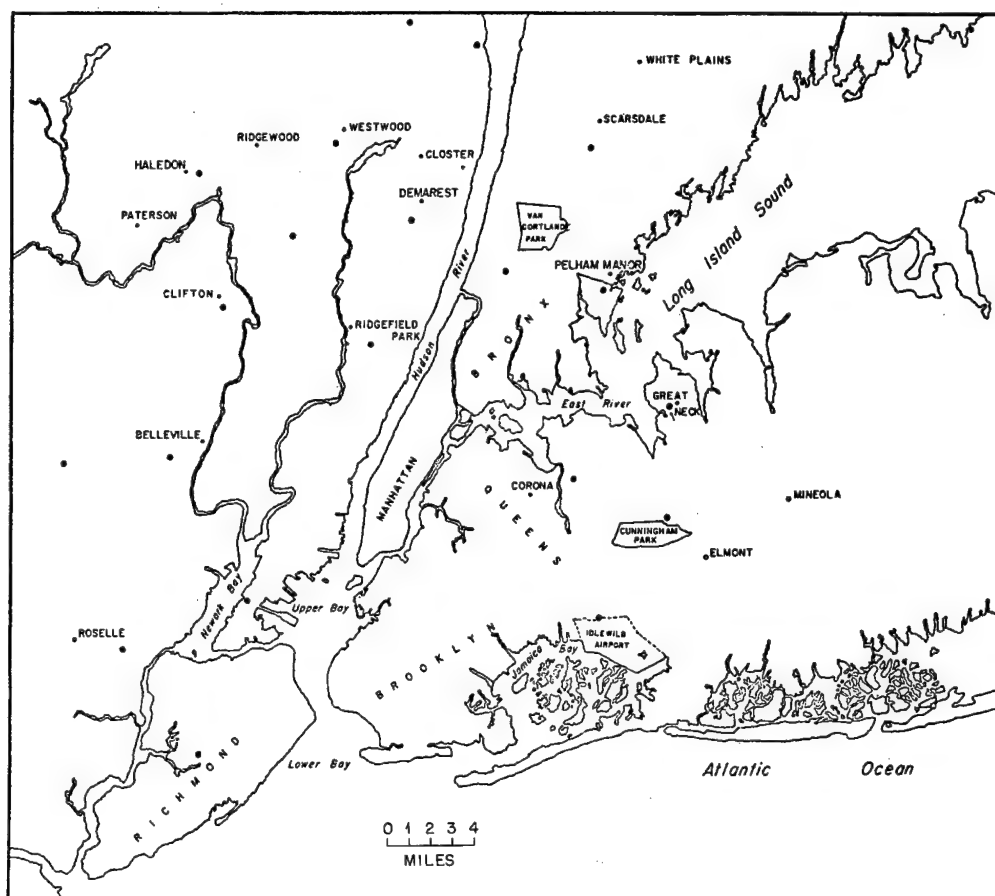 WHITE PLAINS
SCARSDALE
WESTWOOD
RIDGEWOOD
CLOSTER
HALEDON
DEMAREST
PATERSON
VAN
CORTLANDT
PARK
Long Island Sound
River
PELHAM MANOR
CLIFTON
RIDGEFIELD
PARK
Hudson
BRONX
East River
GREAT
NECK
BELLEVILLE
MANHATTAN
CORONA
MINEOLA
QUEENS
CUNNINGHAM
PARK
ELMONT
Newark Bay
Upper Bay
ROSELLE
BROOKLYN
IDLEWILD
AIRPORT
Jamaica Bay
RICHMOND
Lower Bay
Atlantic Ocean
0 1 2 3 4
MILES